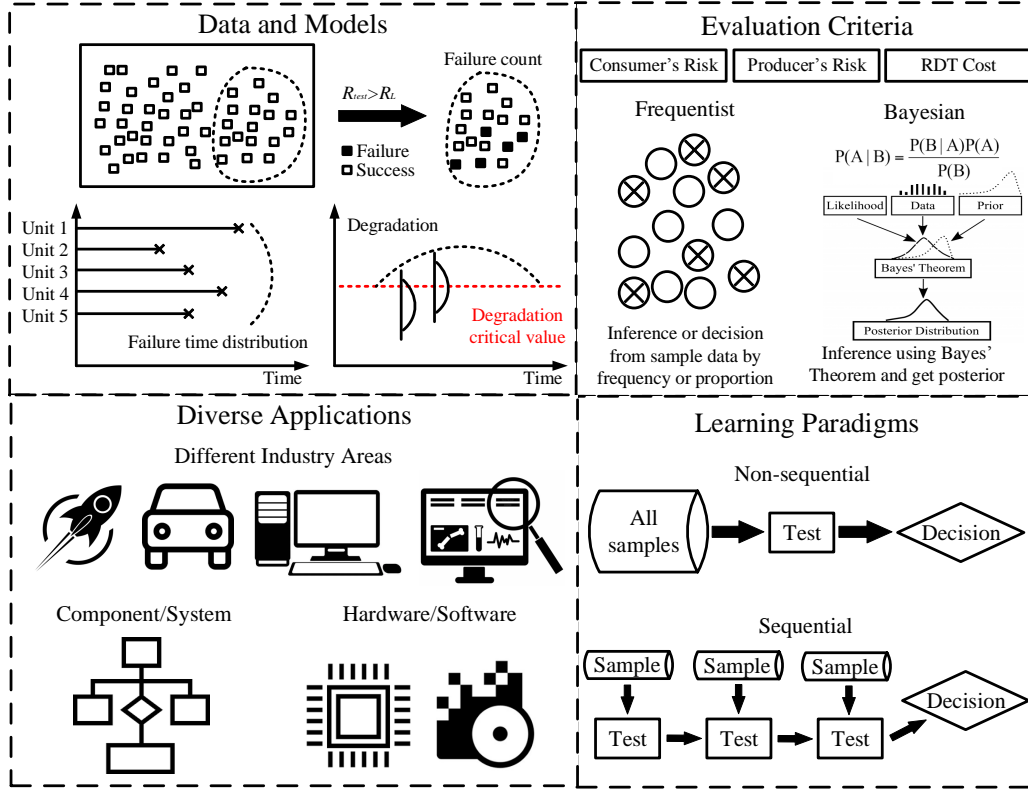 Data and Models
Failure count
R_test>R_L
Failure
Success
Unit 1
Unit 2
Unit 3
Unit 4
Unit 5
Failure time distribution
Time
Degradation
Degradation
critical value
Time
Evaluation Criteria
Consumer's Risk
Producer's Risk
RDT Cost
Frequentist
Inference or decision
from sample data by
frequency or proportion
Bayesian
P(A | B) = P(B | A)P(A) / P(B)
Likelihood
Data
Prior
Bayes' Theorem
Posterior Distribution
Inference using Bayes'
Theorem and get posterior
Diverse Applications
Different Industry Areas
Component/System
Hardware/Software
Learning Paradigms
Non-sequential
All
samples
Test
Decision
Sequential
Sample
Sample
Sample
Test
Test
Test
Decision